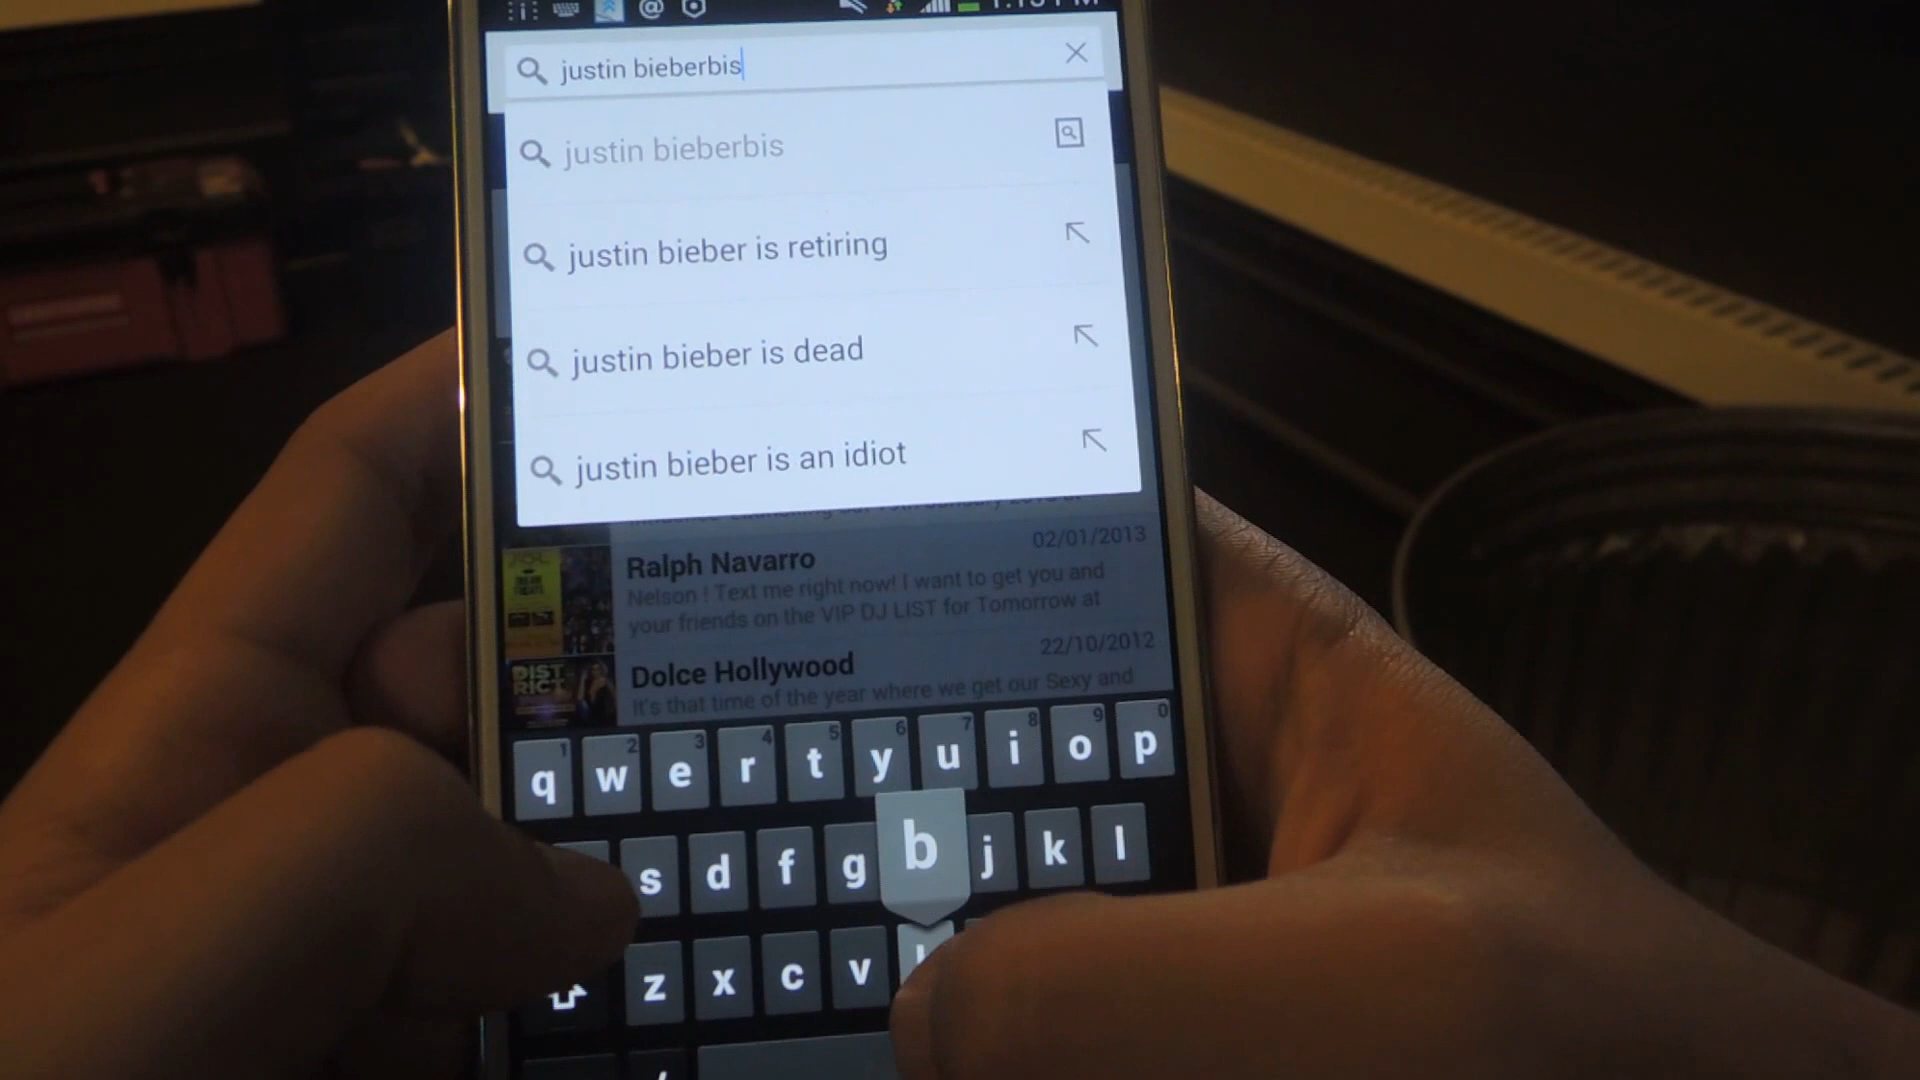 justin bieberbis
justin bieberbis
justin bieber is retiring
justin bieber is dead
justin bieber is an idiot
02/01/2013
Ralph Navarro
Nelson ! Text me right now! I want to get you and
your friends on the VIP DJ LIST for Tomorrow at
22/10/2012
DIST
RICT
Dolce Hollywood
It's that time of the year where we get our Sexy and
1 2 3 4 5 6 7 8 9 0
q w e r t y u i o p
s d f g b j k l
z x c v